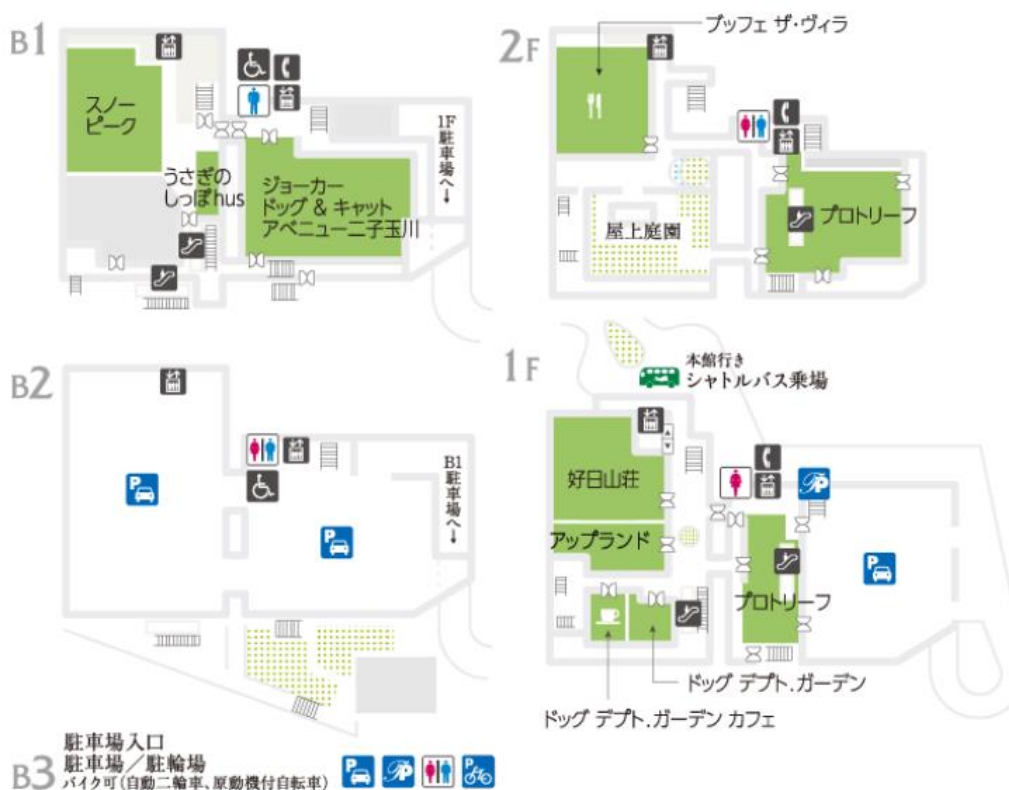 B1
スノー
ピーク
うさぎの
しっぽhus
ジョーカー
ドッグ & キャット
アベニュー二子玉川
1F駐車場へ↓
2F
ブッフェ ザ・ヴィラ
屋上庭園
プロトリーフ
B2
P
P
B1駐車場へ↓
1F
本館行き
シャトルバス乗場
好日山荘
アップランド
P
P
プロトリーフ
ドッグ デプト.ガーデン
ドッグ デプト.ガーデン カフェ
B3
駐車場入口
駐車場／駐輪場
バイク可(自動二輪車、原動機付自転車)
P
P
P